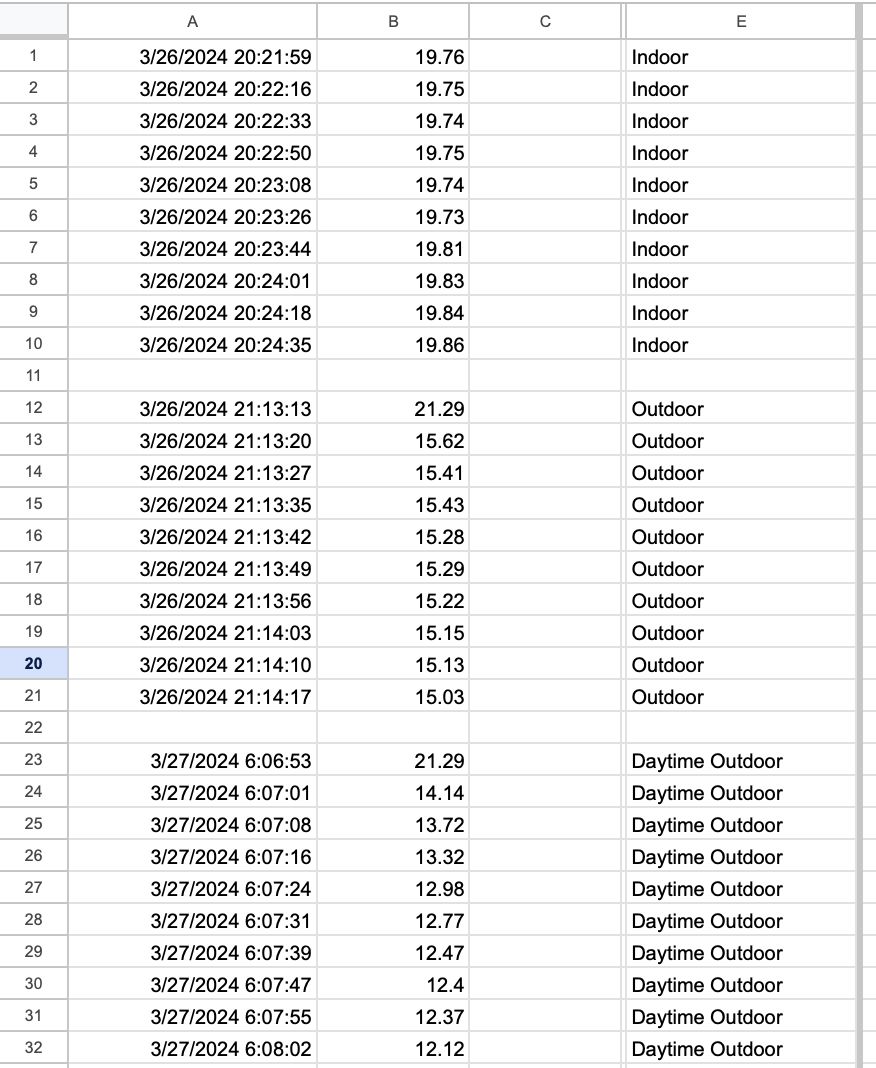 A B C E
1 3/26/2024 20:21:59 19.76 Indoor
2 3/26/2024 20:22:16 19.75 Indoor
3 3/26/2024 20:22:33 19.74 Indoor
4 3/26/2024 20:22:50 19.75 Indoor
5 3/26/2024 20:23:08 19.74 Indoor
6 3/26/2024 20:23:26 19.73 Indoor
7 3/26/2024 20:23:44 19.81 Indoor
8 3/26/2024 20:24:01 19.83 Indoor
9 3/26/2024 20:24:18 19.84 Indoor
10 3/26/2024 20:24:35 19.86 Indoor
11
12 3/26/2024 21:13:13 21.29 Outdoor
13 3/26/2024 21:13:20 15.62 Outdoor
14 3/26/2024 21:13:27 15.41 Outdoor
15 3/26/2024 21:13:35 15.43 Outdoor
16 3/26/2024 21:13:42 15.28 Outdoor
17 3/26/2024 21:13:49 15.29 Outdoor
18 3/26/2024 21:13:56 15.22 Outdoor
19 3/26/2024 21:14:03 15.15 Outdoor
20 3/26/2024 21:14:10 15.13 Outdoor
21 3/26/2024 21:14:17 15.03 Outdoor
22
23 3/27/2024 6:06:53 21.29 Daytime Outdoor
24 3/27/2024 6:07:01 14.14 Daytime Outdoor
25 3/27/2024 6:07:08 13.72 Daytime Outdoor
26 3/27/2024 6:07:16 13.32 Daytime Outdoor
27 3/27/2024 6:07:24 12.98 Daytime Outdoor
28 3/27/2024 6:07:31 12.77 Daytime Outdoor
29 3/27/2024 6:07:39 12.47 Daytime Outdoor
30 3/27/2024 6:07:47 12.4 Daytime Outdoor
31 3/27/2024 6:07:55 12.37 Daytime Outdoor
32 3/27/2024 6:08:02 12.12 Daytime Outdoor